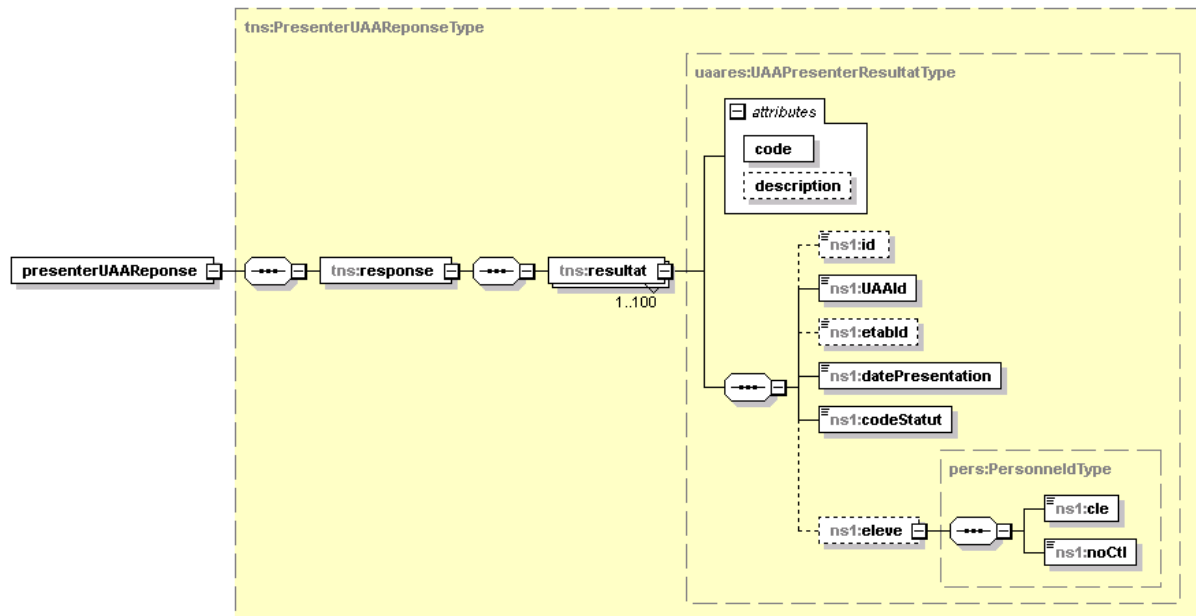 tns:PresenterUAAReponseType
uaares:UAAPresenterResultatType
attributes
code
description
presenterUAAReponse
tns:response
tns:resultat
1..100
ns1:id
ns1:UAAId
ns1:etabId
ns1:datePresentation
ns1:codeStatut
pers:PersonneIdType
ns1:eleve
ns1:cle
ns1:noCtl